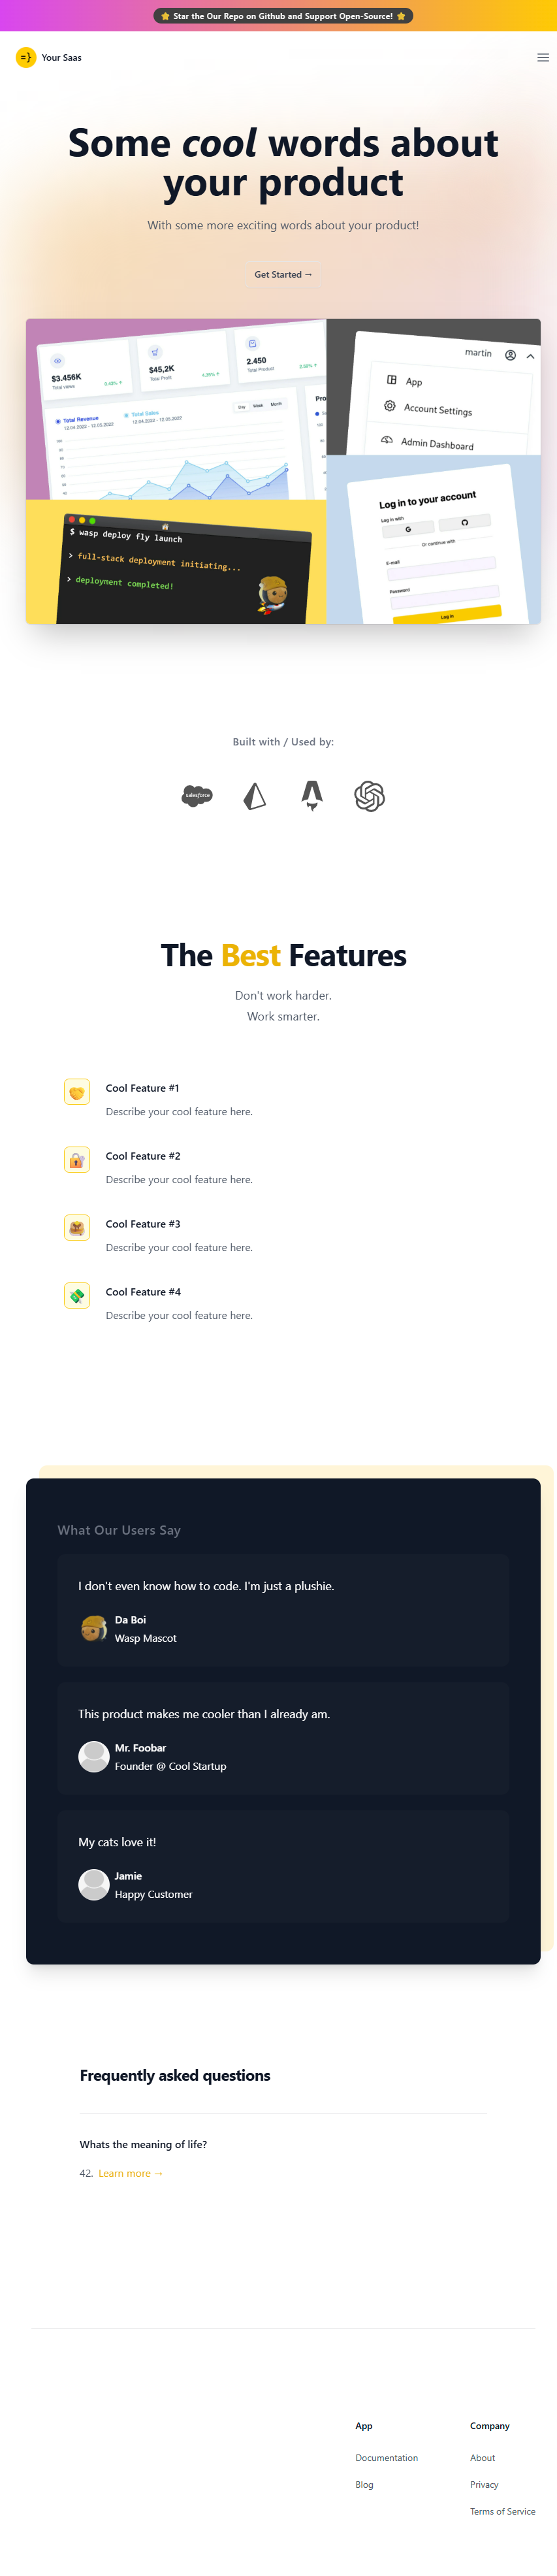 Star the Our Repo on Github and Support Open-Source!
=}
Your Saas
Some cool words about
your product
With some more exciting words about your product!
Get Started →
$3.456K
Total views
0.43%
$45,2K
Total Profit
4.35%
2.450
Total Product
2.59%
Total Revenue
12.04.2022 - 12.05.2022
Total Sales
12.04.2022 - 12.05.2022
Day
Week
Month
100
90
80
70
60
50
40
martin
App
Account Settings
Admin Dashboard
$ wasp deploy fly launch
> full-stack deployment initiating...
> deployment completed!
Log in to your account
Log in with
Or continue with
E-mail
Password
Log in
Built with / Used by:
salesforce
The Best Features
Don't work harder.
Work smarter.
Cool Feature #1
Describe your cool feature here.
Cool Feature #2
Describe your cool feature here.
Cool Feature #3
Describe your cool feature here.
Cool Feature #4
Describe your cool feature here.
What Our Users Say
I don't even know how to code. I'm just a plushie.
Da Boi
Wasp Mascot
This product makes me cooler than I already am.
Mr. Foobar
Founder @ Cool Startup
My cats love it!
Jamie
Happy Customer
Frequently asked questions
Whats the meaning of life?
42. Learn more →
App
Company
Documentation
About
Blog
Privacy
Terms of Service